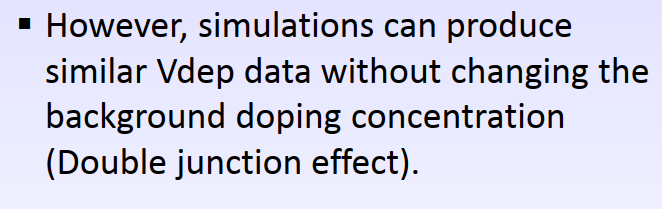 ▪ However, simulations can produce
similar Vdep data without changing the
background doping concentration
(Double junction effect).